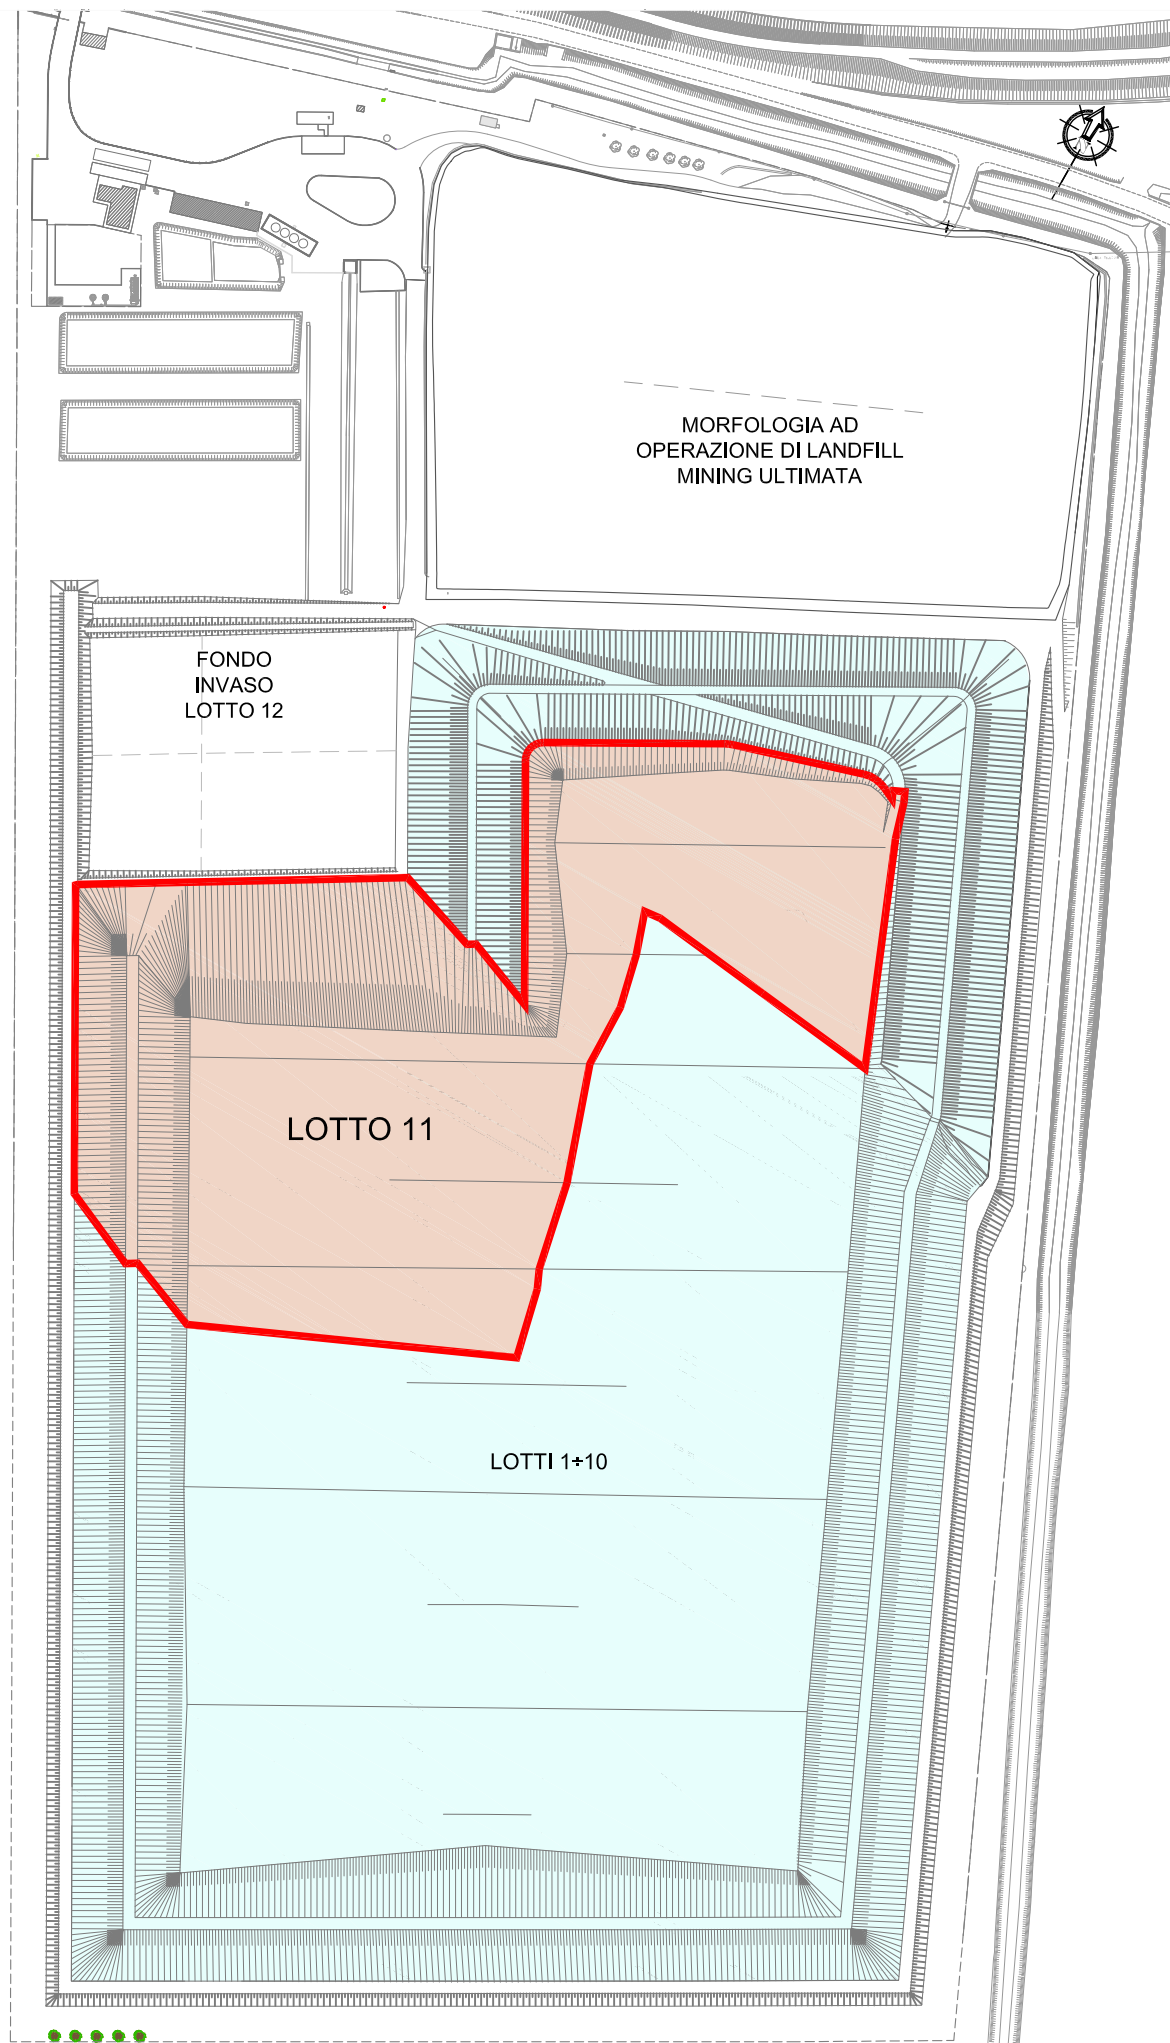 MORFOLOGIA AD
OPERAZIONE DI LANDFILL
MINING ULTIMATA
FONDO
INVASO
LOTTO 12
LOTTO 11
LOTTI 1÷10